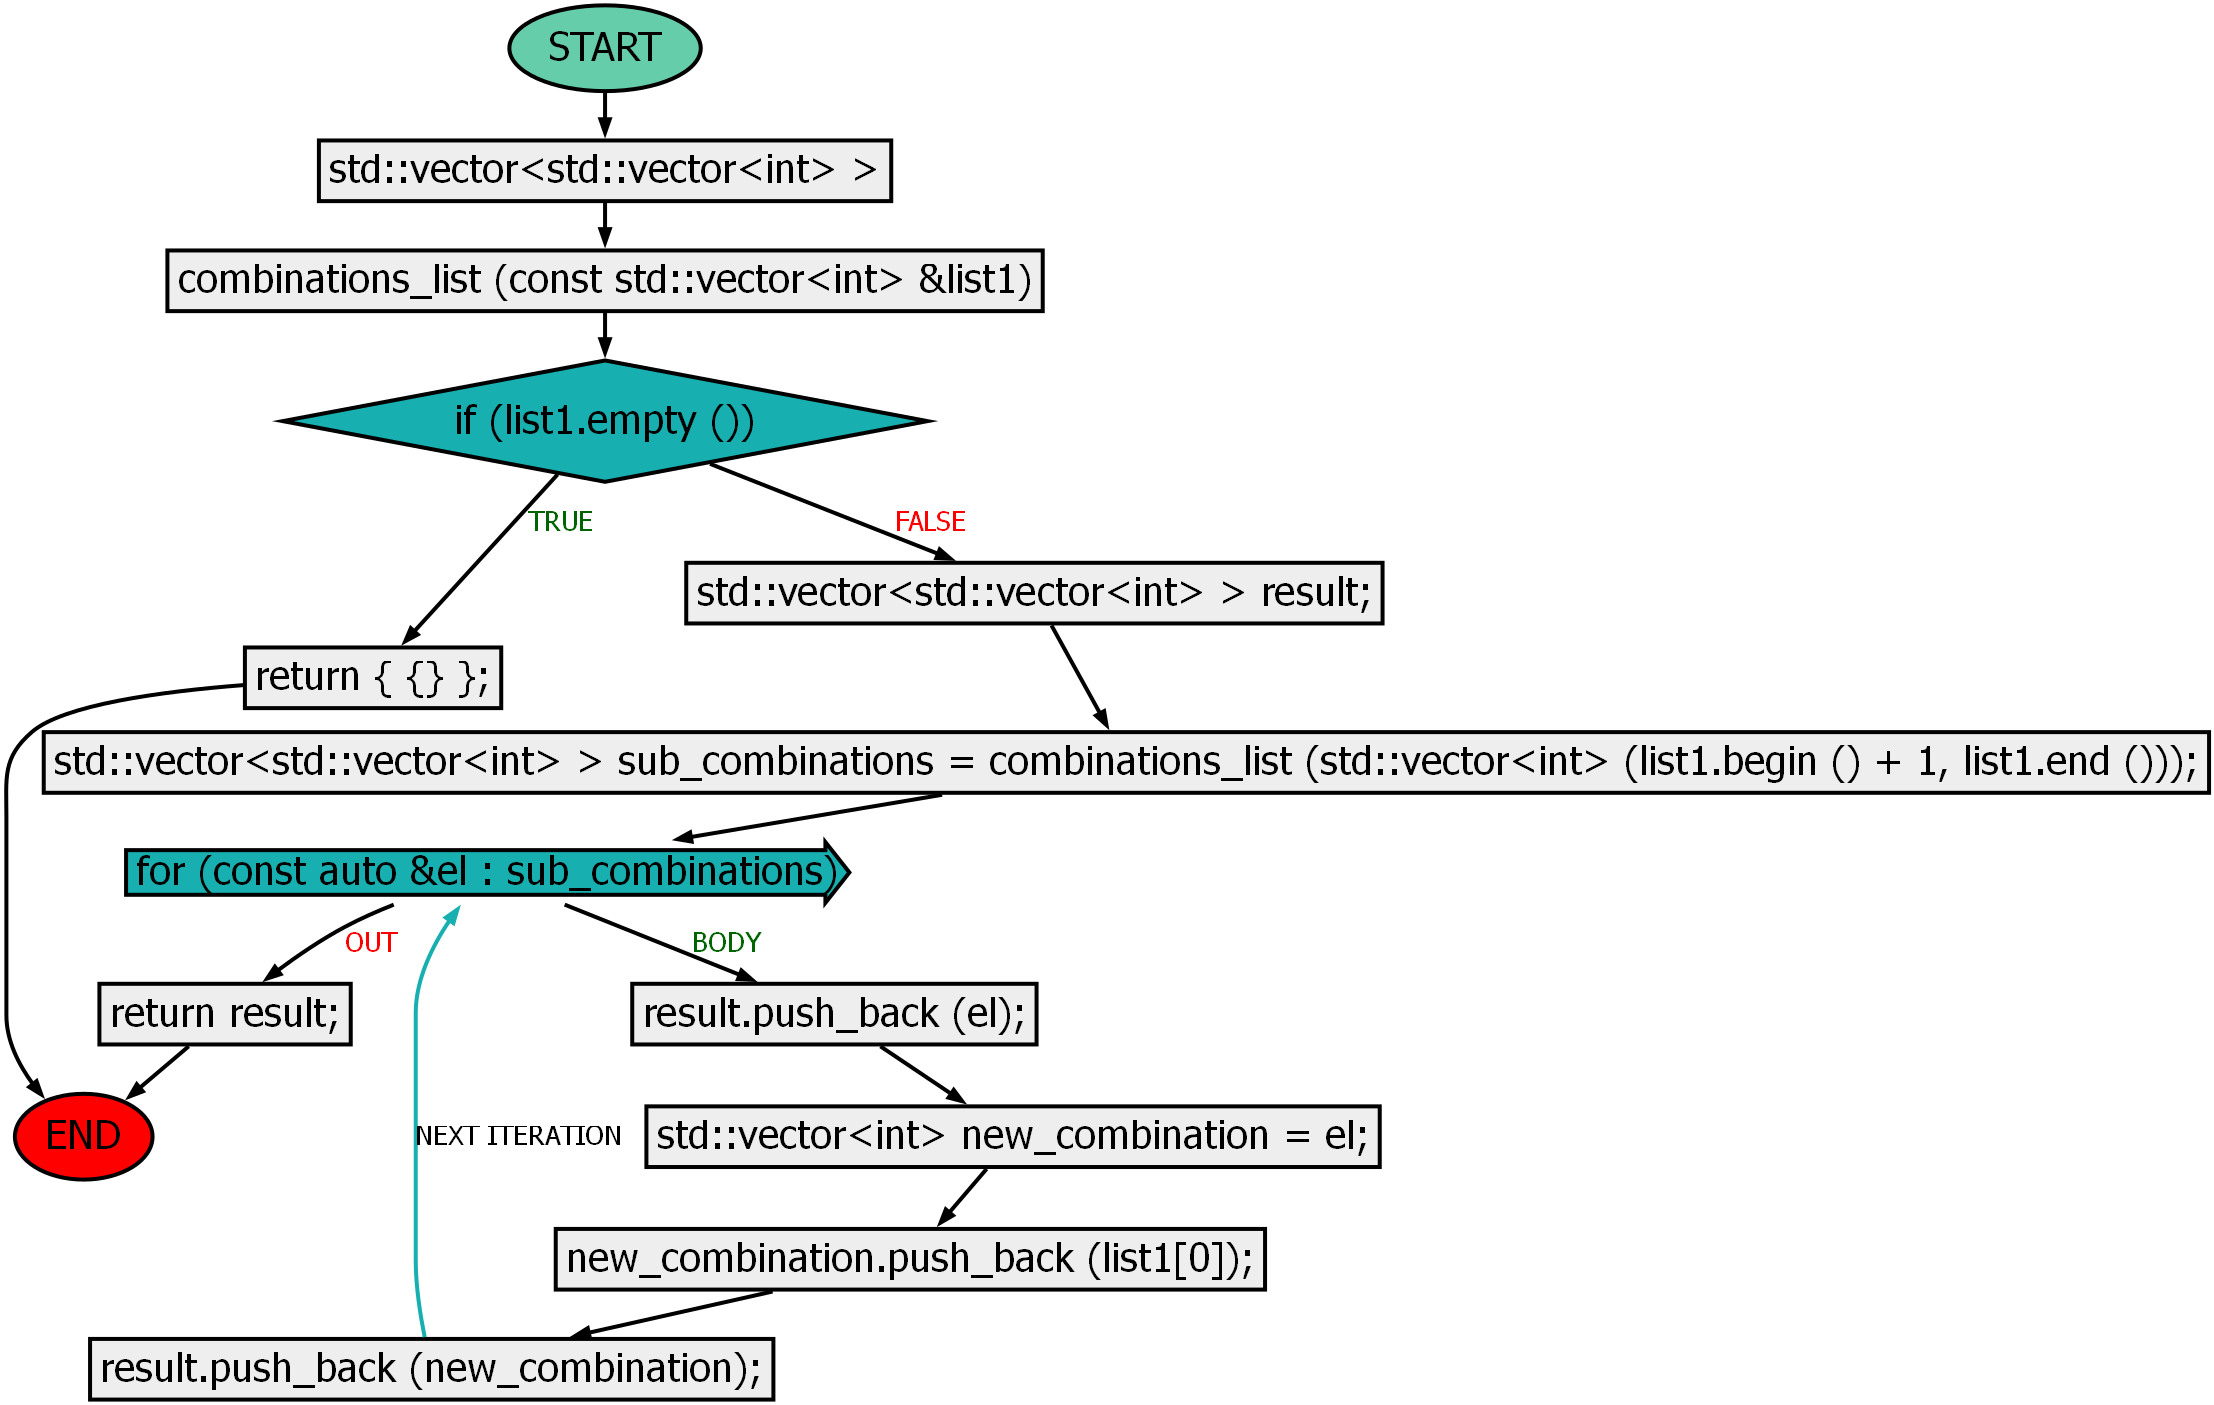 START
std::vector<std::vector<int> >
combinations_list (const std::vector<int> &list1)
if (list1.empty ())
TRUE
FALSE
std::vector<std::vector<int> > result;
return { {} };
std::vector<std::vector<int> > sub_combinations = combinations_list (std::vector<int> (list1.begin () + 1, list1.end ()));
for (const auto &el : sub_combinations)
OUT
BODY
return result;
result.push_back (el);
END
NEXT ITERATION
std::vector<int> new_combination = el;
new_combination.push_back (list1[0]);
result.push_back (new_combination);